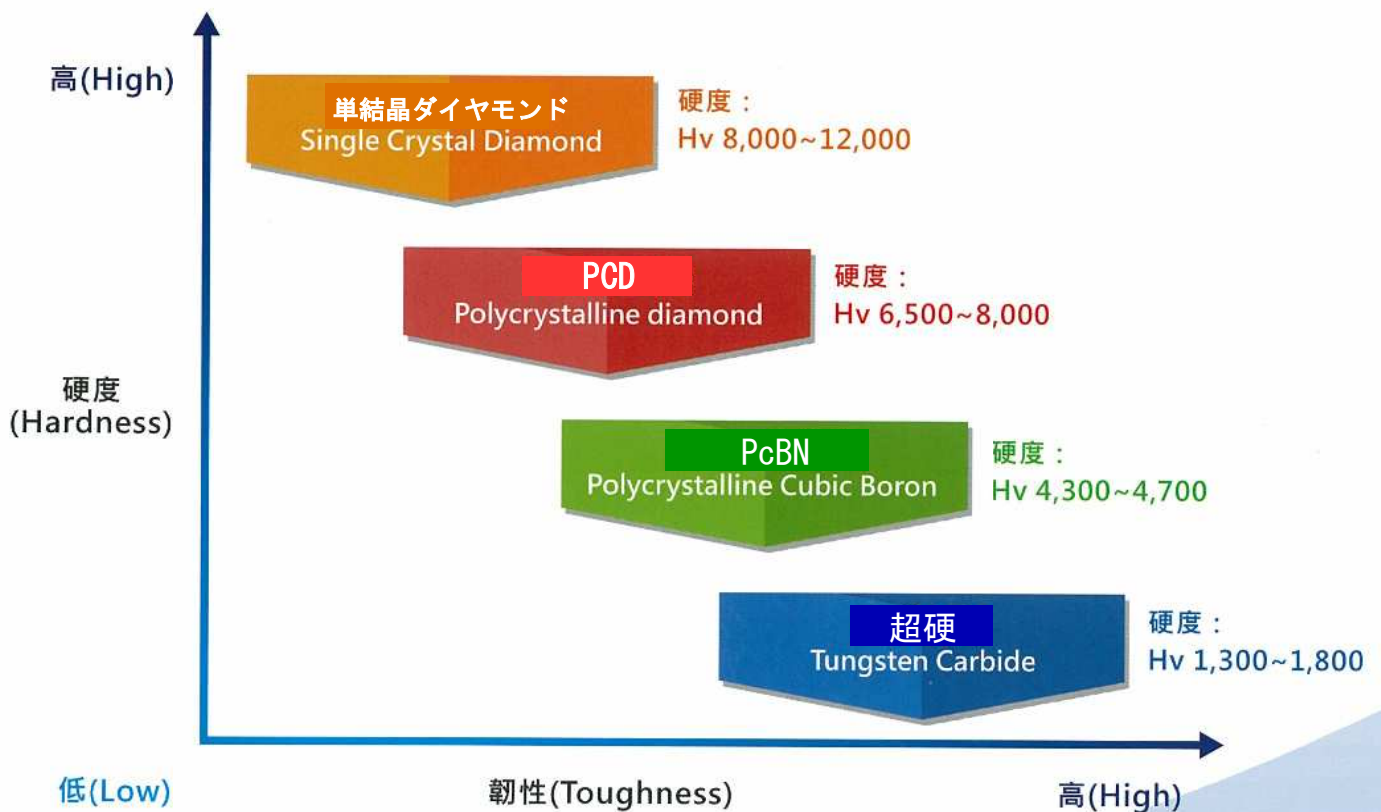 高(High)
単結晶ダイヤモンド
Single Crystal Diamond
硬度：
Hv 8,000~12,000
PCD
Polycrystalline diamond
硬度：
Hv 6,500~8,000
硬度
(Hardness)
PcBN
Polycrystalline Cubic Boron
硬度：
Hv 4,300~4,700
超硬
Tungsten Carbide
硬度：
Hv 1,300~1,800
低(Low)
韌性(Toughness)
高(High)